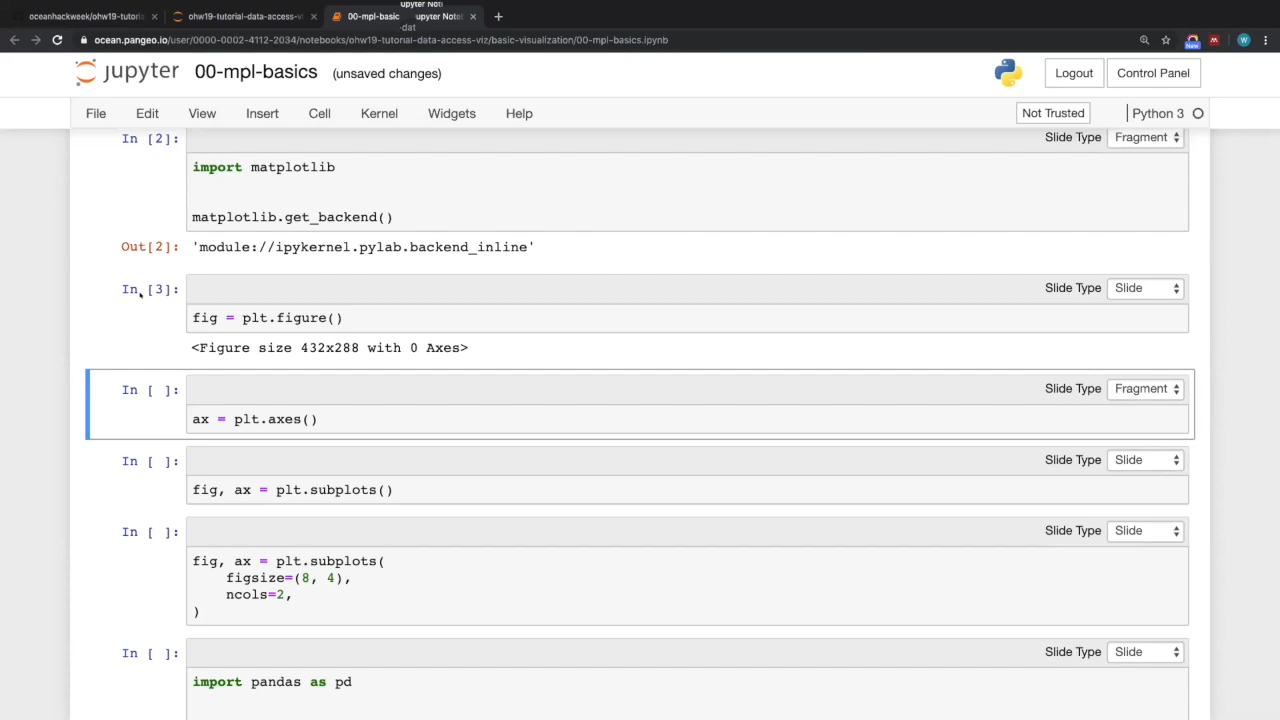 upyter Not
oceanhackweek/ohw19-tutoria
ohw19-tutorial-data-access-vi
00-mpl-basic
upyter Note
-dat
ocean.pangeo.io/user/0000-0002-4112-2034/notebooks/ohw19-tutorial-data-access-viz/basic-visualization/00-mpl-basics.ipynb
New
W
jupyter 00-mpl-basics (unsaved changes)
Logout
Control Panel
File Edit View Insert Cell Kernel Widgets Help
Not Trusted
Python 3
In [2]:
Slide Type Fragment
import matplotlib
matplotlib.get_backend()
Out[2]: 'module://ipykernel.pylab.backend_inline'
In [3]:
Slide Type Slide
fig = plt.figure()
<Figure size 432x288 with 0 Axes>
In [ ]:
Slide Type Fragment
ax = plt.axes()
In [ ]:
Slide Type Slide
fig, ax = plt.subplots()
In [ ]:
Slide Type Slide
fig, ax = plt.subplots(
figsize=(8, 4),
ncols=2,
)
In [ ]:
Slide Type Slide
import pandas as pd